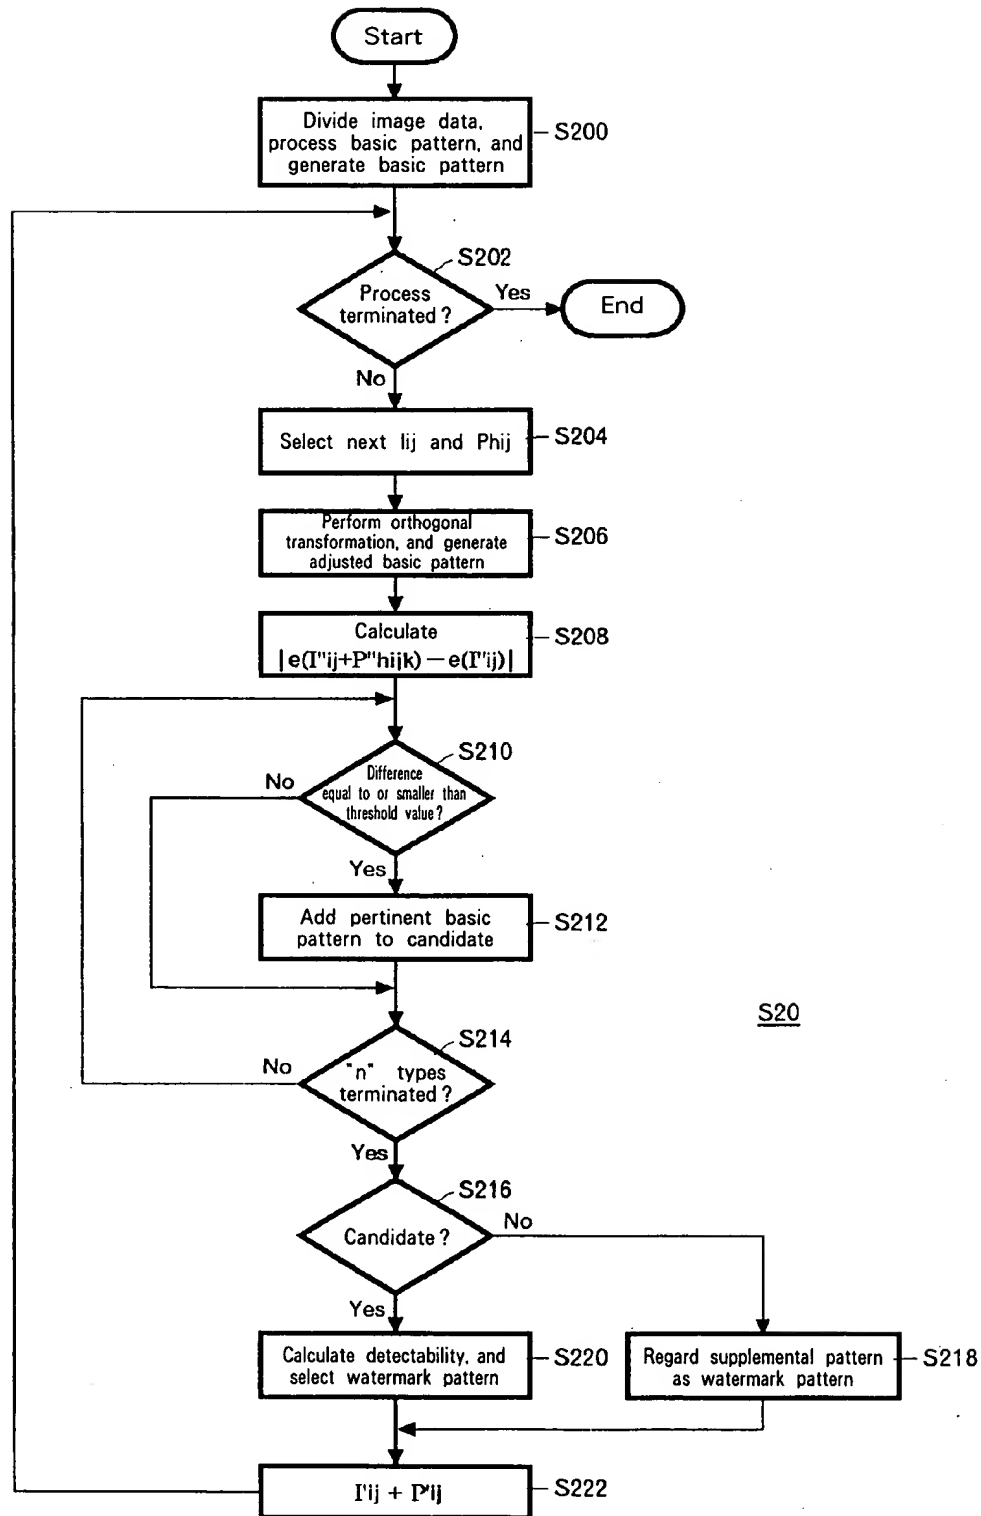 Start
Divide image data,
process basic pattern, and
generate basic pattern
S200
S202
Process
terminated ?
Yes
End
No
Select next Iij and Phij
S204
Perform orthogonal
transformation, and generate
adjusted basic pattern
S206
Calculate
|e(I"ij+P"hijk) – e(I"ij)|
S208
S210
Difference
equal to or smaller than
threshold value?
No
Yes
Add pertinent basic
pattern to candidate
S212
S20
S214
"n" types
terminated ?
No
Yes
S216
Candidate ?
No
Yes
Calculate detectability, and
select watermark pattern
S220
Regard supplemental pattern
as watermark pattern
S218
I'ij + P'ij
S222